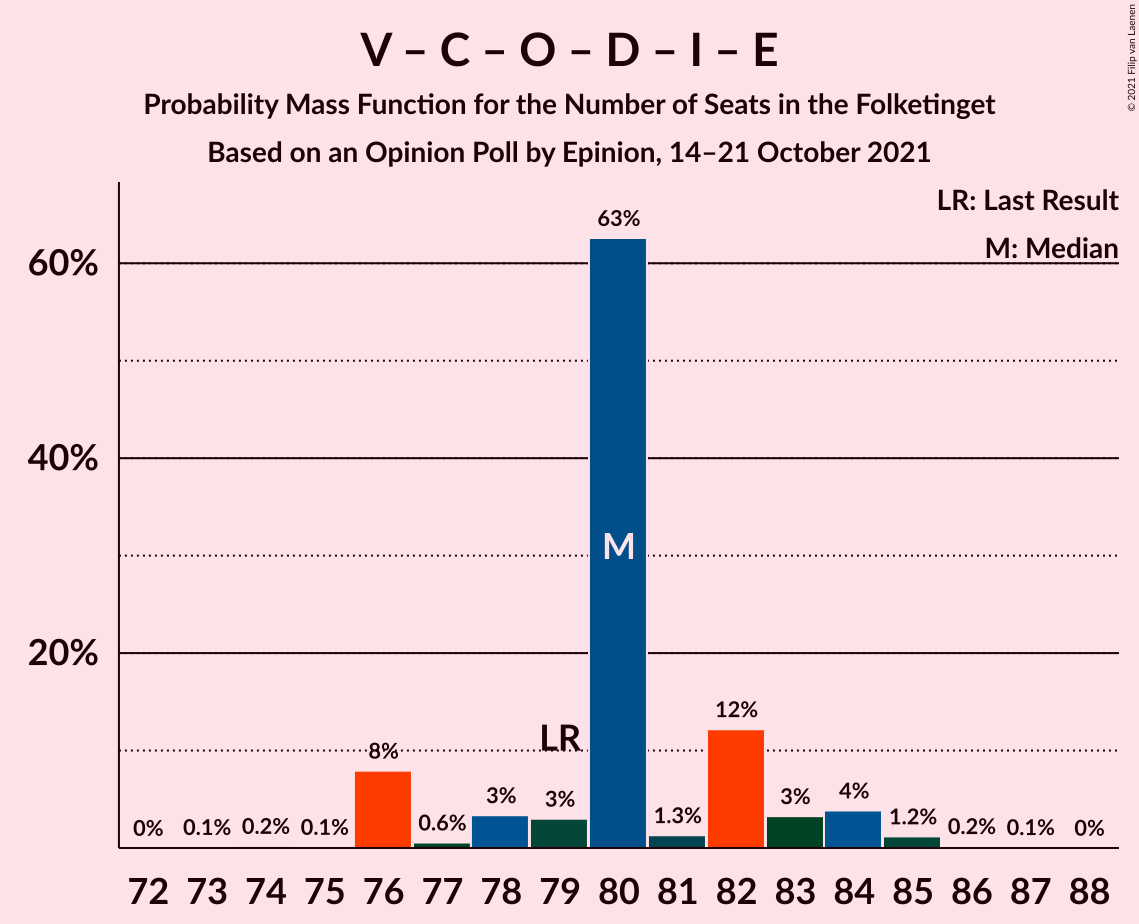 V – C – O – D – I – E
Probability Mass Function for the Number of Seats in the Folketinget
Based on an Opinion Poll by Epinion, 14–21 October 2021
© 2021 Filip van Laenen
LR: Last Result
M: Median
60%
40%
20%
0%
0.1%
0.2%
0.1%
8%
0.6%
3%
3%
LR
63%
M
1.3%
12%
3%
4%
1.2%
0.2%
0.1%
0%
72 73 74 75 76 77 78 79 80 81 82 83 84 85 86 87 88